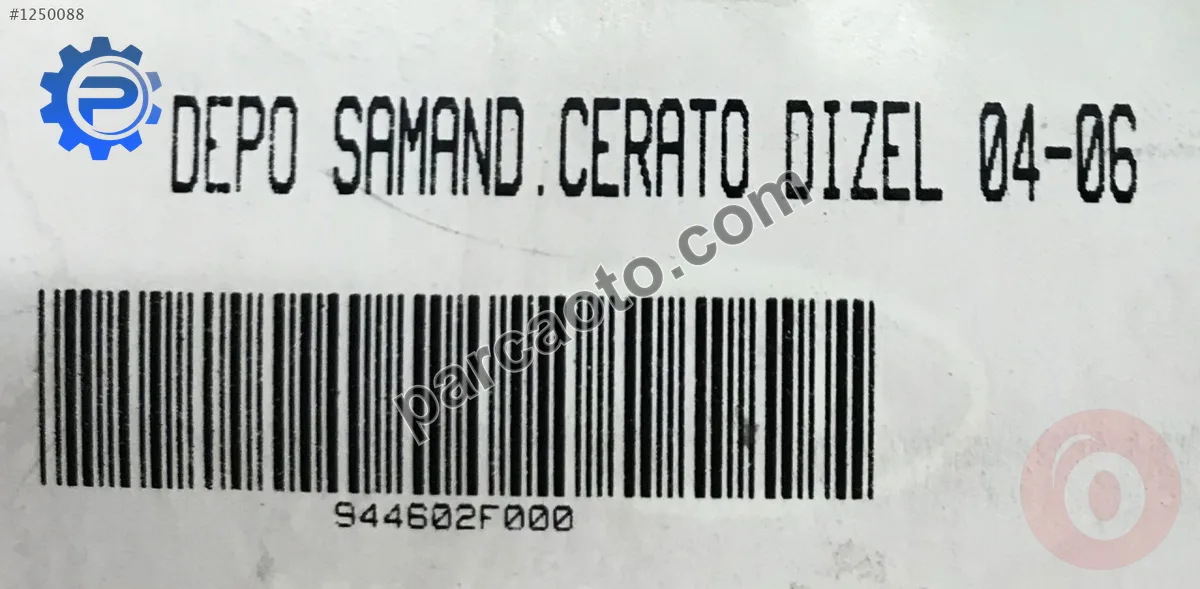 #1250088
P
DEPO SAMAND.CERATO DIZEL 04-06
parcaoto.com
944602F000